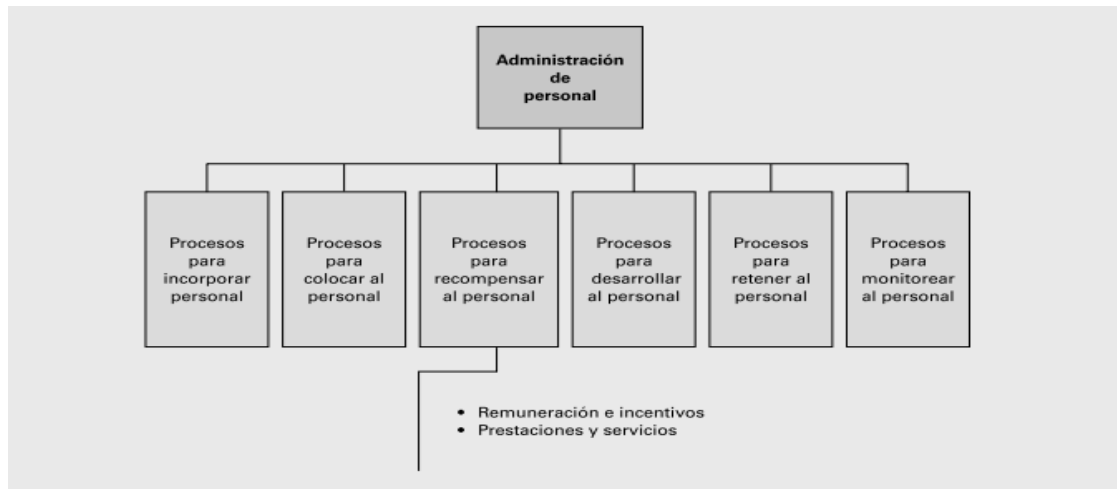 Administración
de
personal
Procesos
para
incorporar
personal
Procesos
para
colocar al
personal
Procesos
para
recompensar
al personal
Procesos
para
desarrollar
al personal
Procesos
para
retener al
personal
Procesos
para
monitorear
al personal
• Remuneración e incentivos
• Prestaciones y servicios